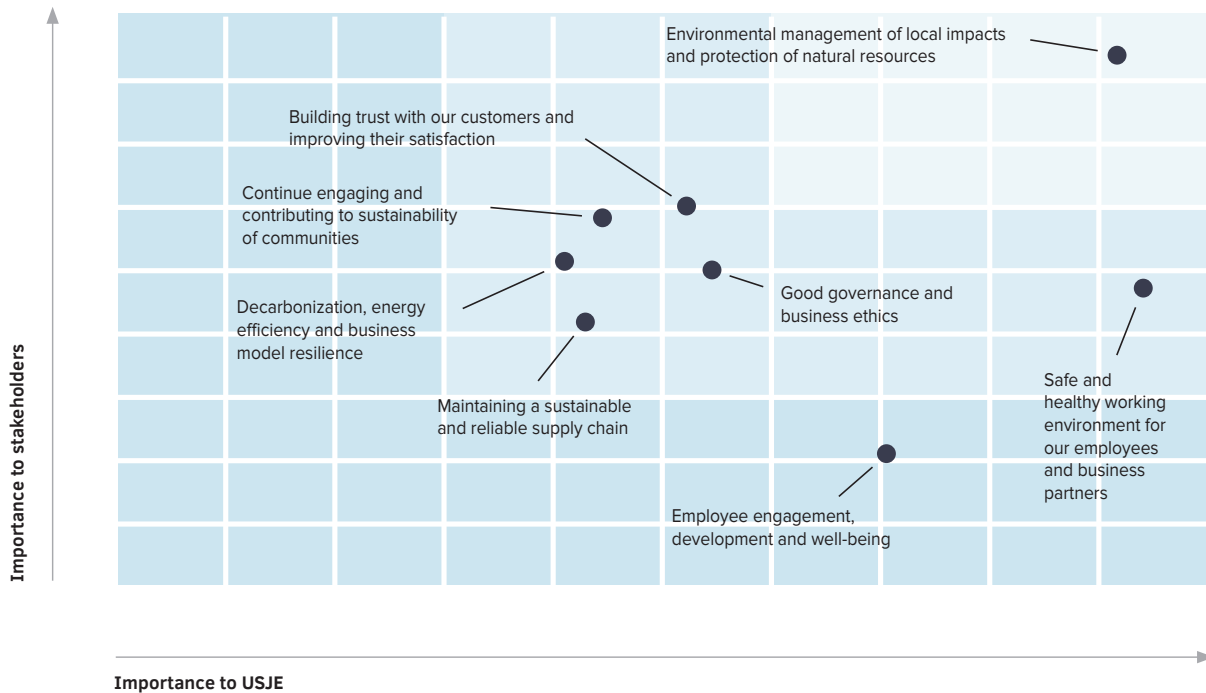 Environmental management of local impacts
and protection of natural resources
Building trust with our customers and
improving their satisfaction
Continue engaging and
contributing to sustainability
of communities
Decarbonization, energy
efficiency and business
model resilience
Good governance and
business ethics
Maintaining a sustainable
and reliable supply chain
Safe and
healthy working
environment for
our employees
and business
partners
Employee engagement,
development and well-being
Importance to stakeholders
Importance to USJE